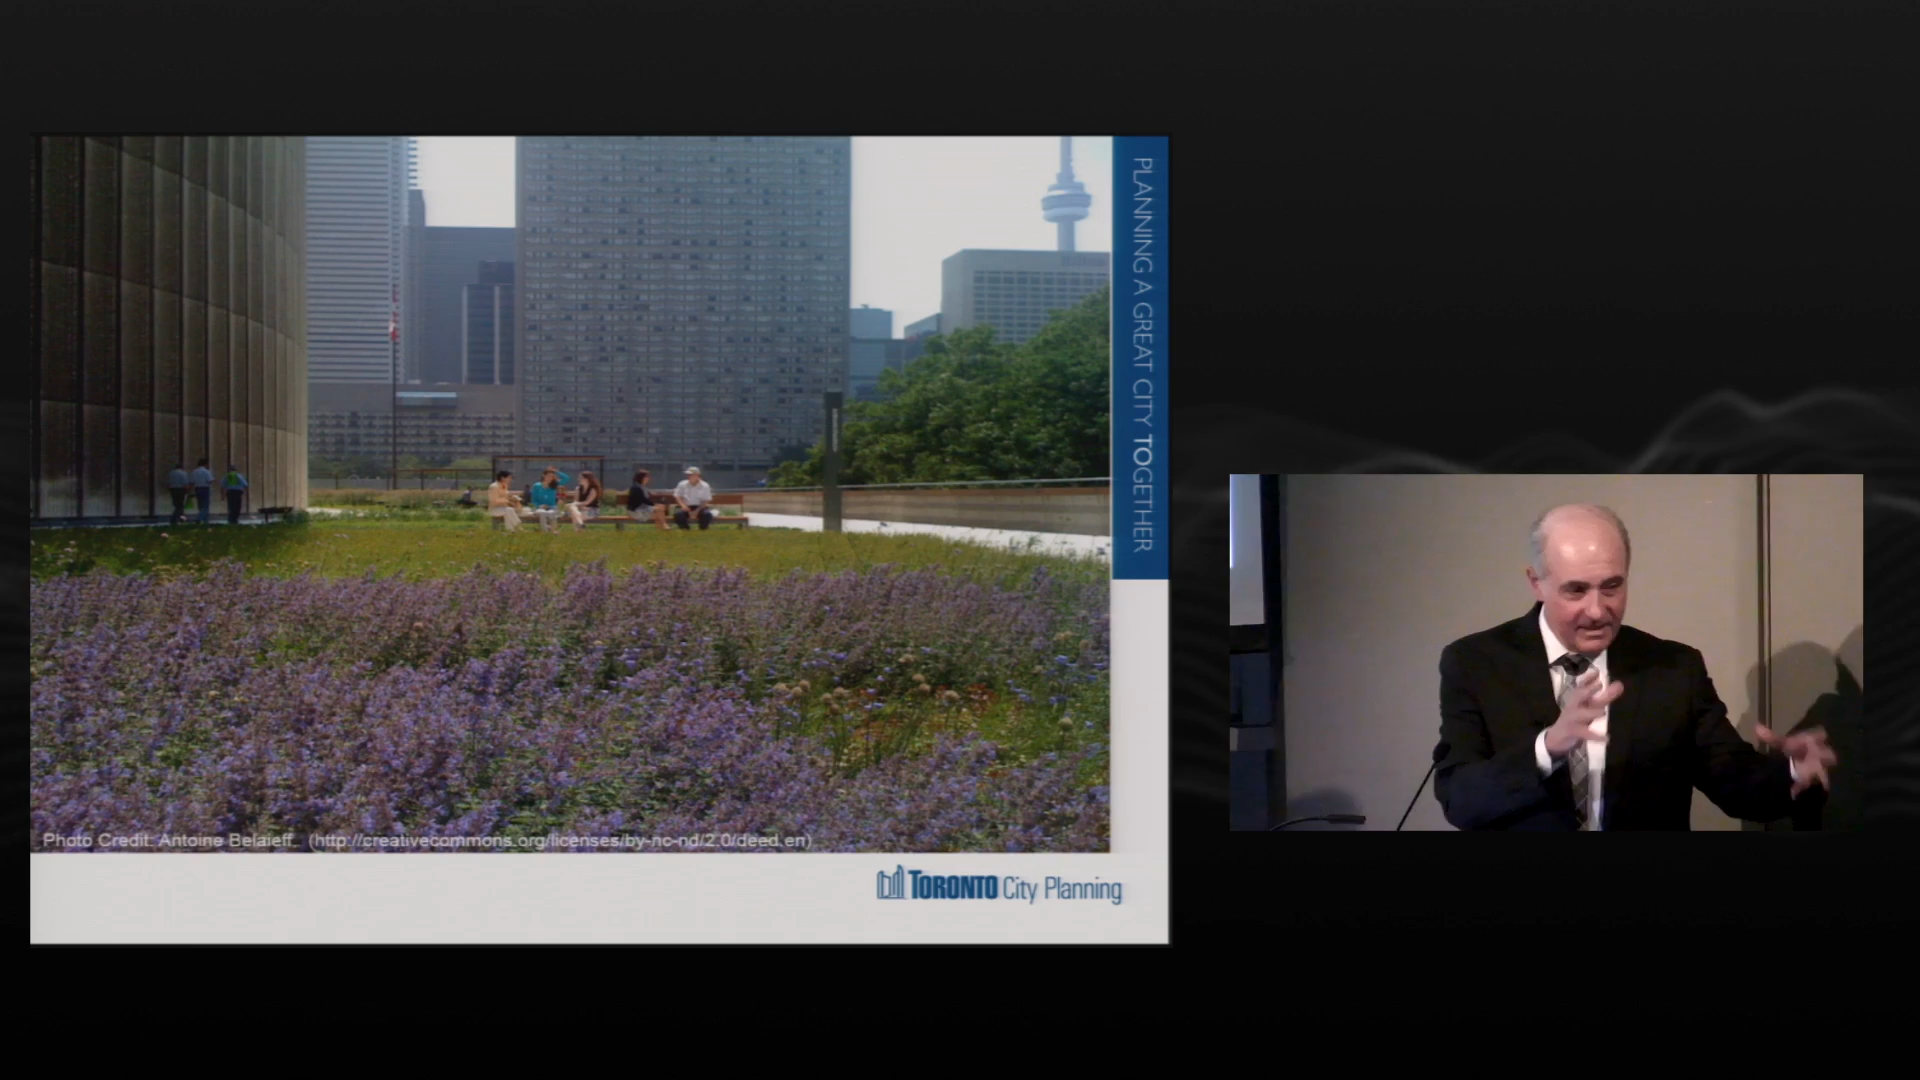 PLANNING A GREAT CITY TOGETHER
Photo Credit: Antoine Belaieff (http://creativecommons.org/licenses/by-nc-nd/2.0/deed.en)
TORONTO City Planning